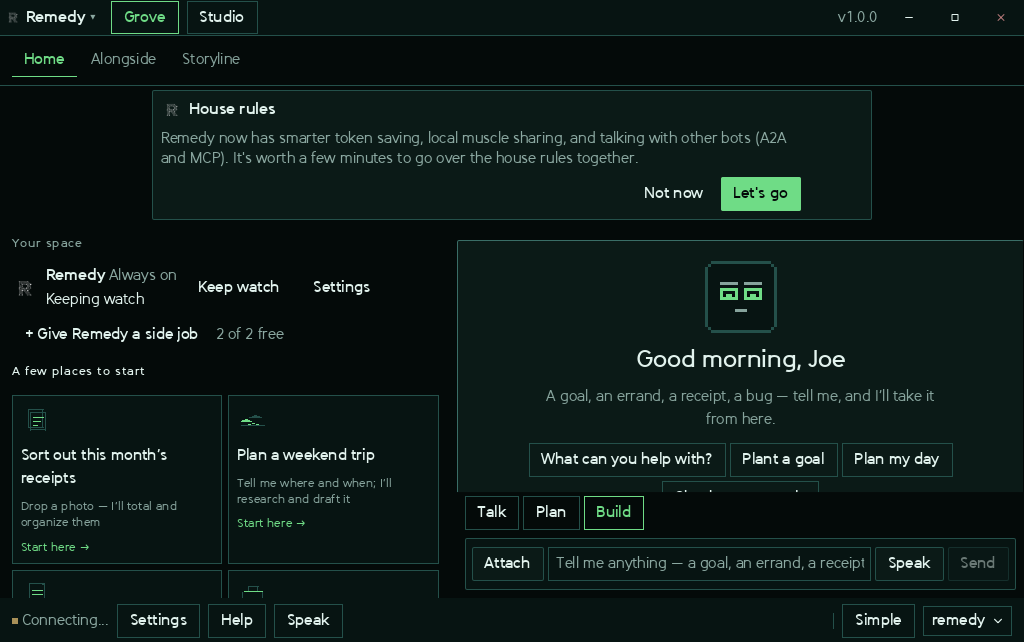 Remedy
Grove
Studio
v1.0.0
Home
Alongside
Storyline
House rules
Remedy now has smarter token saving, local muscle sharing, and talking with other bots (A2A
and MCP). It's worth a few minutes to go over the house rules together.
Not now
Let's go
Your space
Remedy Always on
Keeping watch
Keep watch
Settings
+ Give Remedy a side job
2 of 2 free
A few places to start
Sort out this month's
receipts
Drop a photo — I'll total and
organize them
Start here →
Plan a weekend trip
Tell me where and when; I'll
research and draft it
Start here →
Good morning, Joe
A goal, an errand, a receipt, a bug — tell me, and I'll take it
from here.
What can you help with?
Plant a goal
Plan my day
Talk
Plan
Build
Attach
Tell me anything — a goal, an errand, a receipt
Speak
Send
Connecting...
Settings
Help
Speak
Simple
remedy